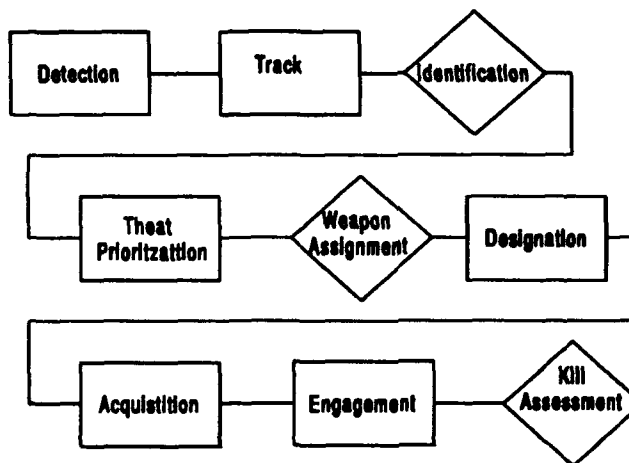 Detection
Track
Identification
Theat
Prioritzattion
Weapon
Assignment
Designation
Acquistition
Engagement
Kill
Assessment